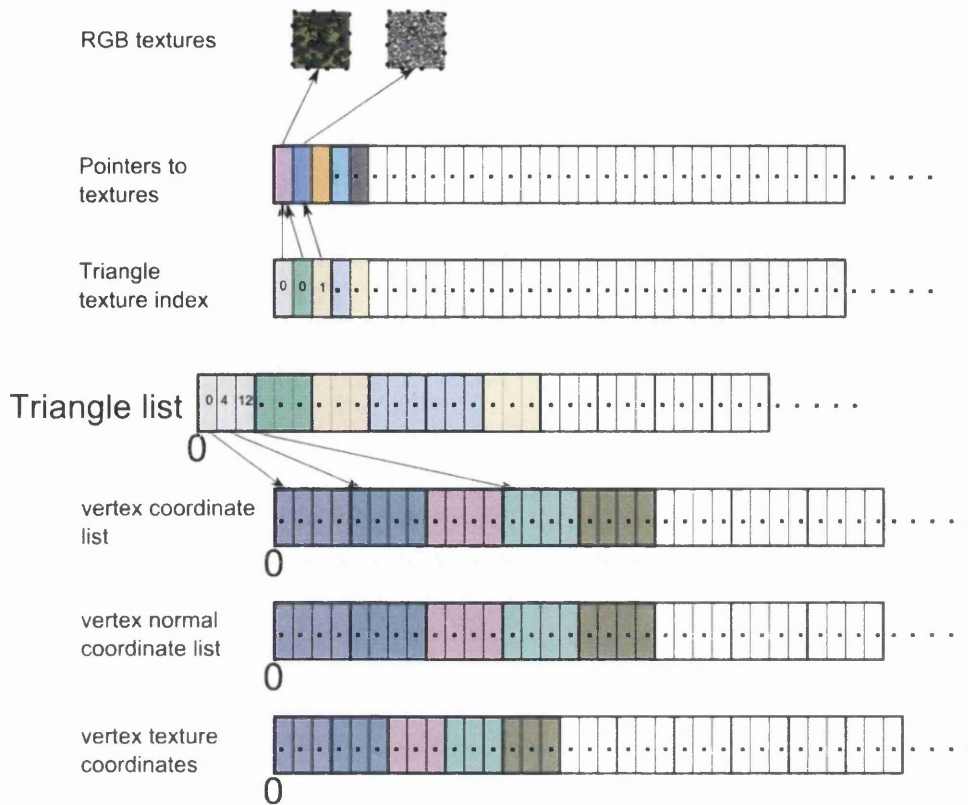 RGB textures
Pointers to
textures
Triangle
texture index
0 0 1
Triangle list
0 4 12
0
vertex coordinate
list
0
vertex normal
coordinate list
0
vertex texture
coordinates
0